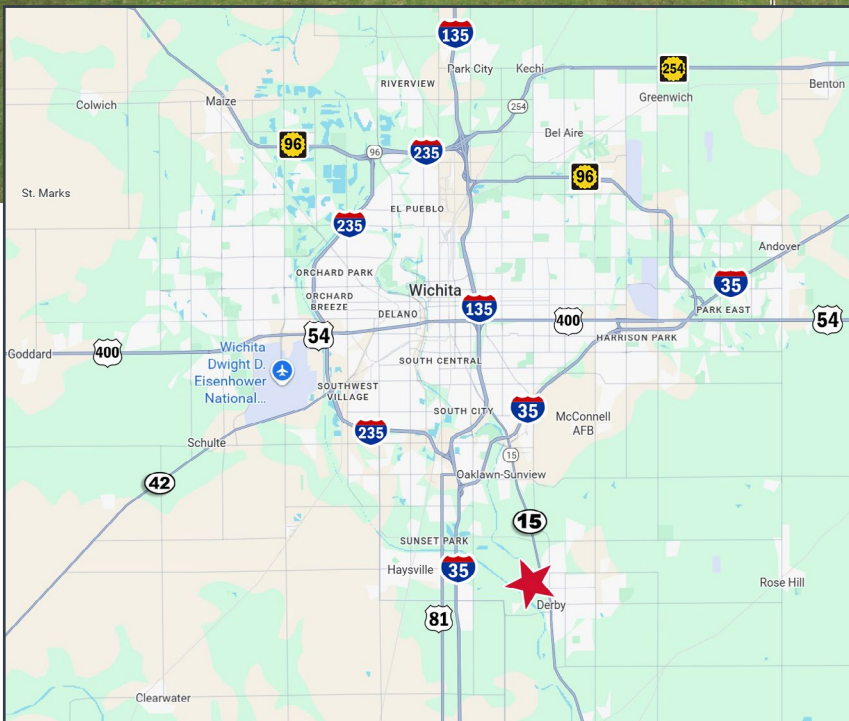 135
Park City
Kechi
254
RIVERVIEW
Benton
Colwich
Maize
Greenwich
254
Bel Aire
96
96
235
96
St. Marks
EL PUEBLO
235
Andover
ORCHARD PARK
35
Wichita
ORCHARD
BREEZE
135
PARK EAST
DELANO
400
54
54
HARRISON PARK
Goddard
400
Wichita
Dwight D.
Eisenhower
National...
SOUTH CENTRAL
SOUTHWEST
VILLAGE
SOUTH CITY
35
McConnell
AFB
235
Schulte
15
Oaklawn-Sunview
42
15
SUNSET PARK
Haysville
35
Rose Hill
Derby
81
Clearwater